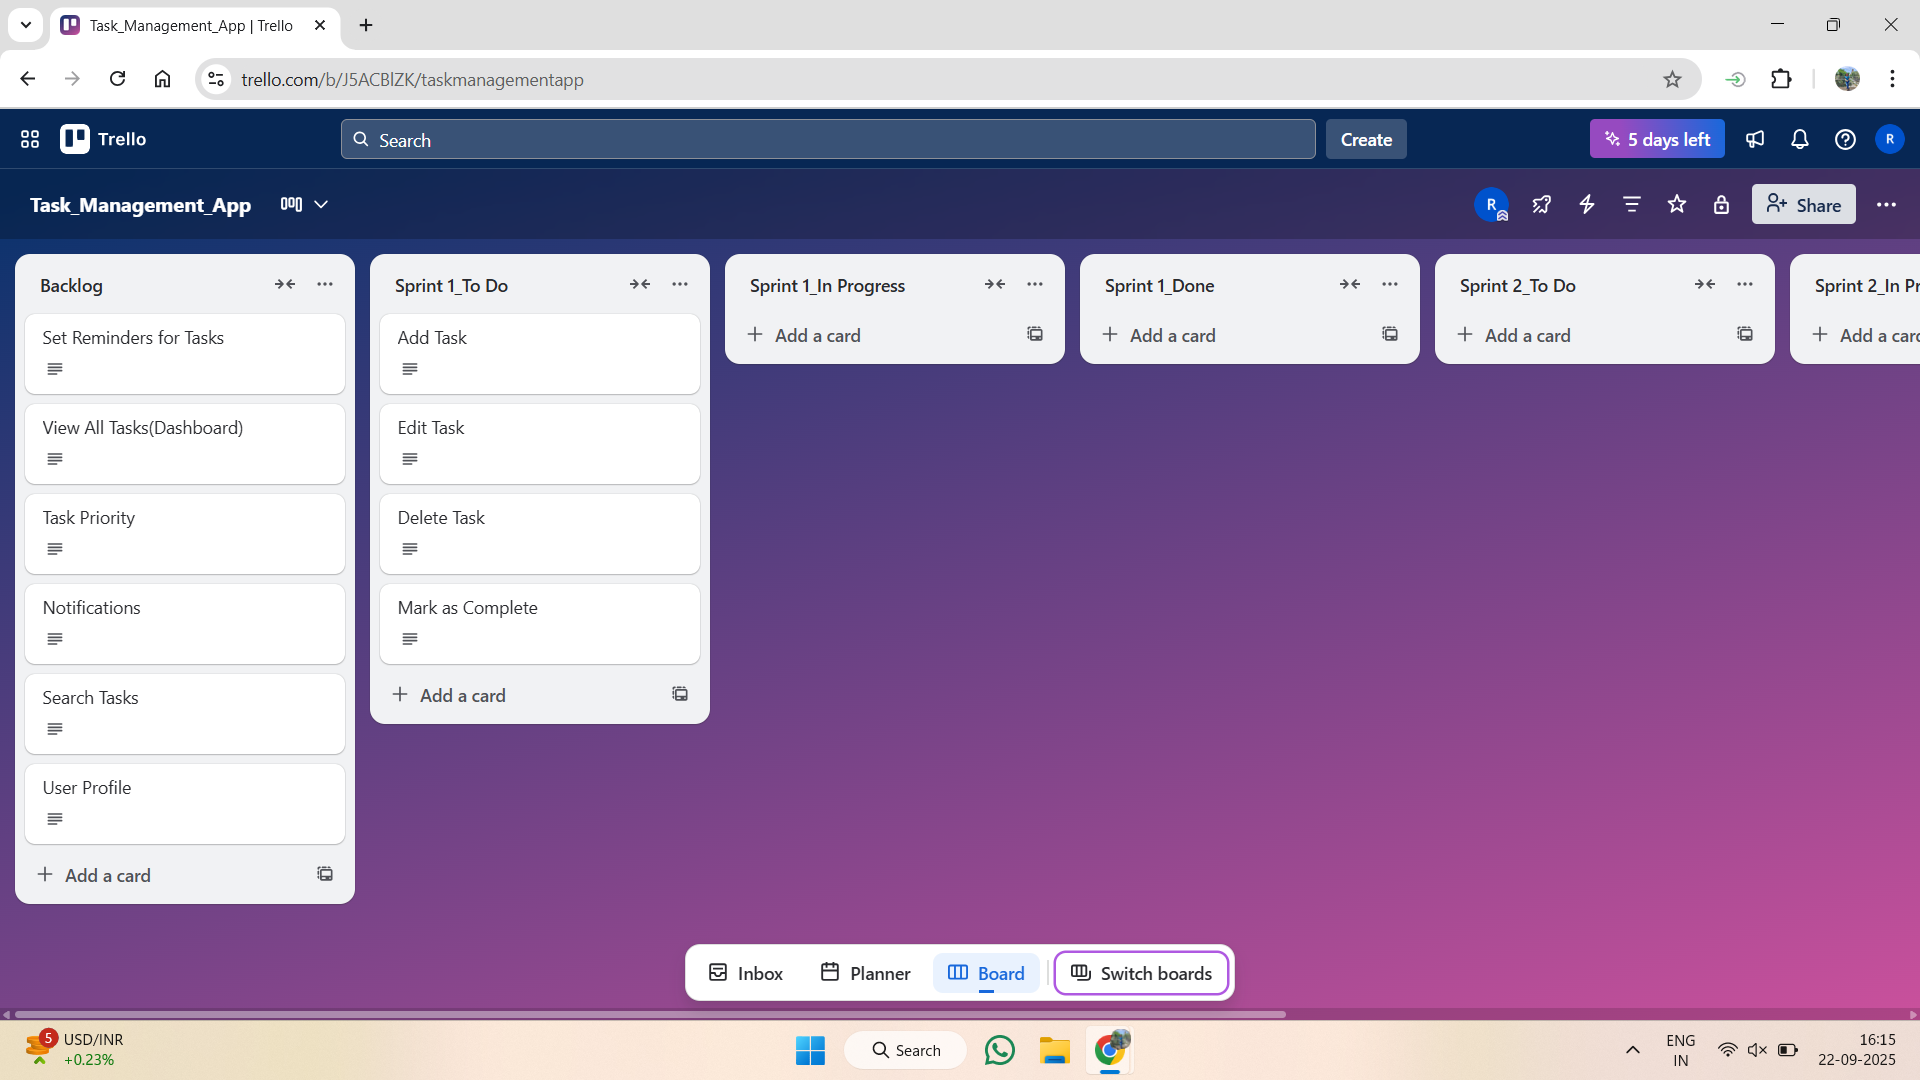 Task_Management_App | Trello
trello.com/b/J5ACBlZK/taskmanagementapp
Trello
Search
Create
5 days left
R
Task_Management_App
R
Share
Backlog
Set Reminders for Tasks
View All Tasks(Dashboard)
Task Priority
Notifications
Search Tasks
User Profile
Add a card
Sprint 1_To Do
Add Task
Edit Task
Delete Task
Mark as Complete
Add a card
Sprint 1_In Progress
Add a card
Sprint 1_Done
Add a card
Sprint 2_To Do
Add a card
Sprint 2_In Pr
Add a card
Inbox
Planner
Board
Switch boards
5
USD/INR
+0.23%
Search
ENG
IN
16:15
22-09-2025